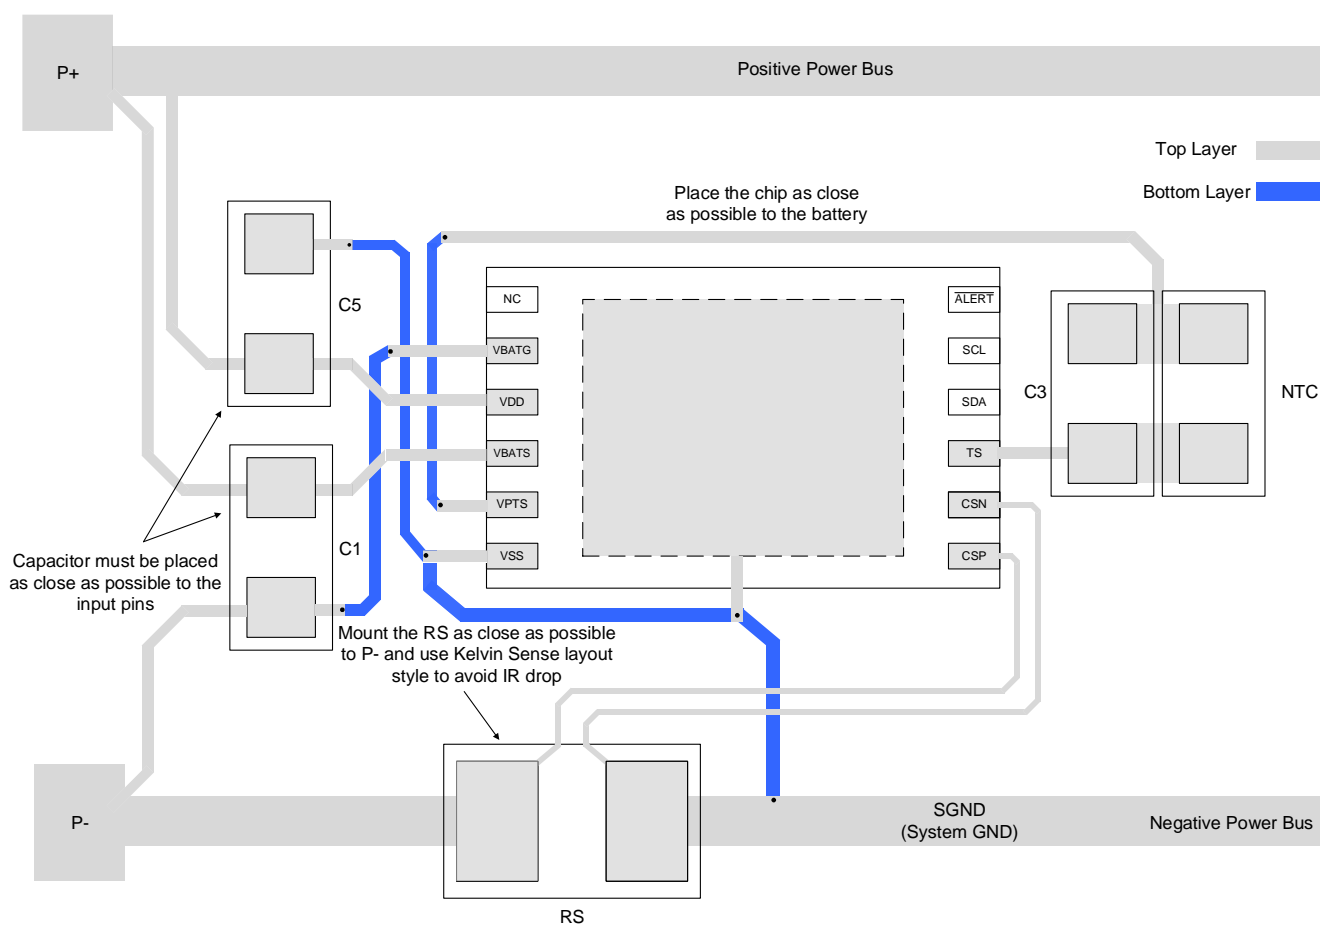 P+
Positive Power Bus
Top Layer
Bottom Layer
Place the chip as close
as possible to the battery
C5
NC
VBATG
VDD
VBATS
VPTS
VSS
ALERT
SCL
SDA
TS
CSN
CSP
C3
NTC
C1
Capacitor must be placed
as close as possible to the
input pins
Mount the RS as close as possible
to P- and use Kelvin Sense layout
style to avoid IR drop
P-
SGND
(System GND)
Negative Power Bus
RS